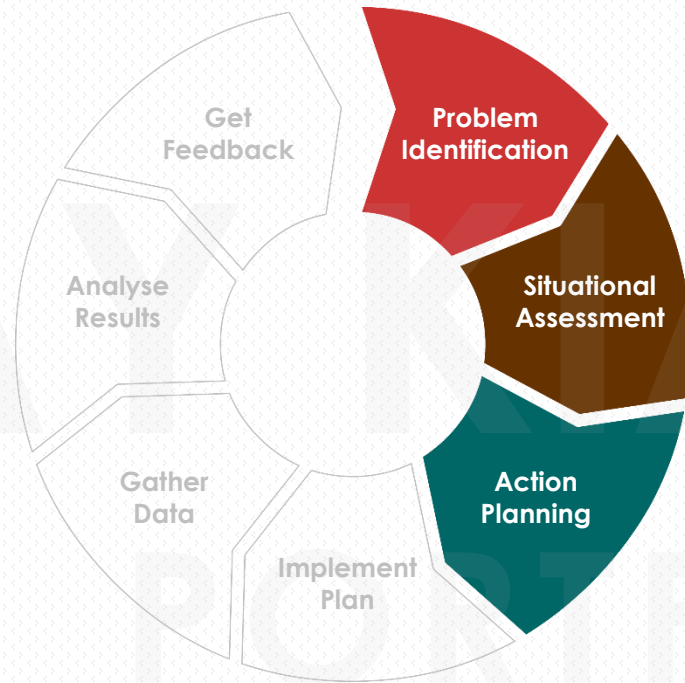 Problem
Identification
Situational
Assessment
Action
Planning
Implement
Plan
Gather
Data
Analyse
Results
Get
Feedback